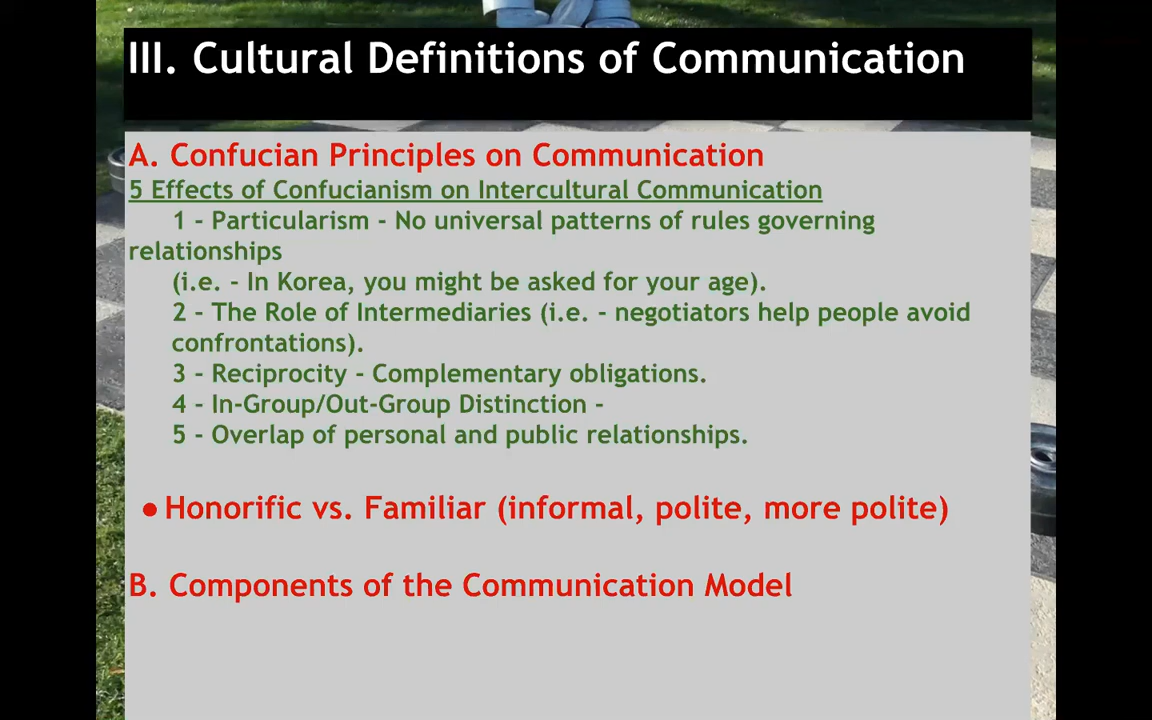 III. Cultural Definitions of Communication
A. Confucian Principles on Communication
5 Effects of Confucianism on Intercultural Communication
1 - Particularism - No universal patterns of rules governing
relationships
(i.e. - In Korea, you might be asked for your age).
2 - The Role of Intermediaries (i.e. - negotiators help people avoid
confrontations).
3 - Reciprocity - Complementary obligations.
4 - In-Group/Out-Group Distinction -
5 - Overlap of personal and public relationships.
● Honorific vs. Familiar (informal, polite, more polite)
B. Components of the Communication Model